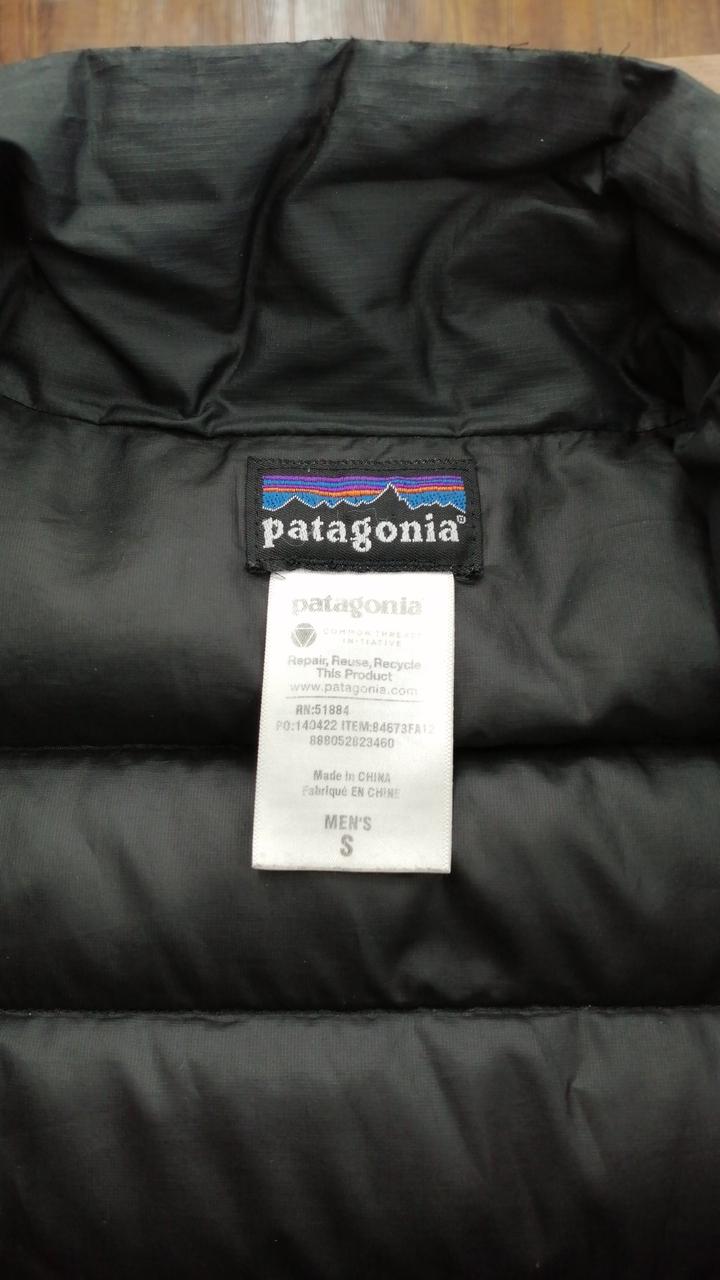 patagonia®
patagonia
COMMON THREADS
INITIATIVE
Repair, Reuse, Recycle
This Product
www.patagonia.com
RN:51884
PO:140422 ITEM:84673FA12
888052823460
Made in CHINA
Fabriqué EN CHINE
MEN'S
S